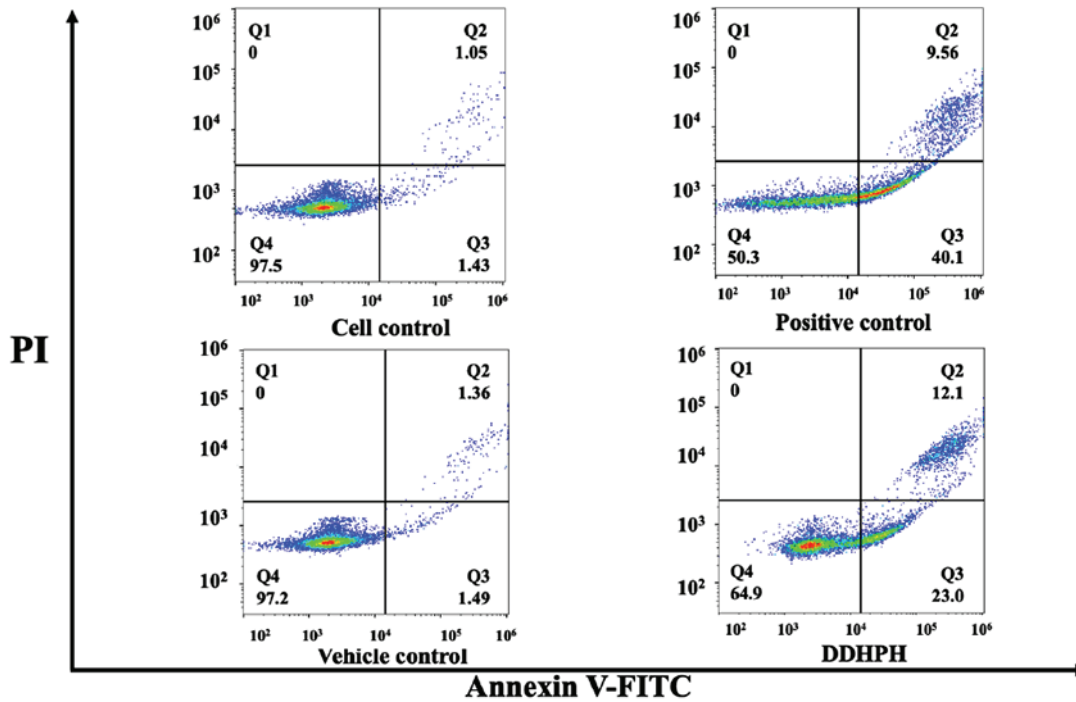 10⁶
10⁵
10⁴
10³
10²
Q1
0
Q2
1.05
Q4
97.5
Q3
1.43
10² 10³ 10⁴ 10⁵ 10⁶
Cell control
10⁶
10⁵
10⁴
10³
10²
Q1
0
Q2
9.56
Q4
50.3
Q3
40.1
10² 10³ 10⁴ 10⁵ 10⁶
Positive control
PI
10⁶
10⁵
10⁴
10³
10²
Q1
0
Q2
1.36
Q4
97.2
Q3
1.49
10² 10³ 10⁴ 10⁵ 10⁶
Vehicle control
10⁶
10⁵
10⁴
10³
10²
Q1
0
Q2
12.1
Q4
64.9
Q3
23.0
10² 10³ 10⁴ 10⁵ 10⁶
DDHPH
Annexin V-FITC